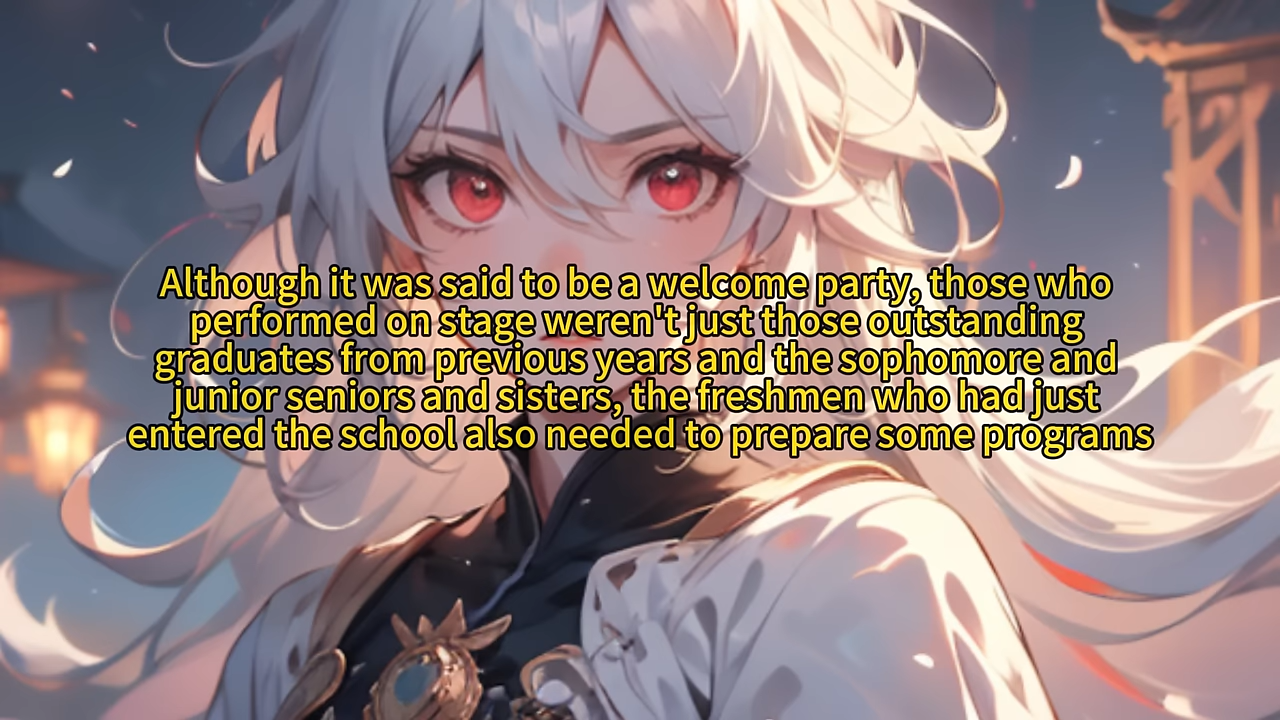 Although it was said to be a welcome party, those who
performed on stage weren't just those outstanding
graduates from previous years and the sophomore and
junior seniors and sisters, the freshmen who had just
entered the school also needed to prepare some programs